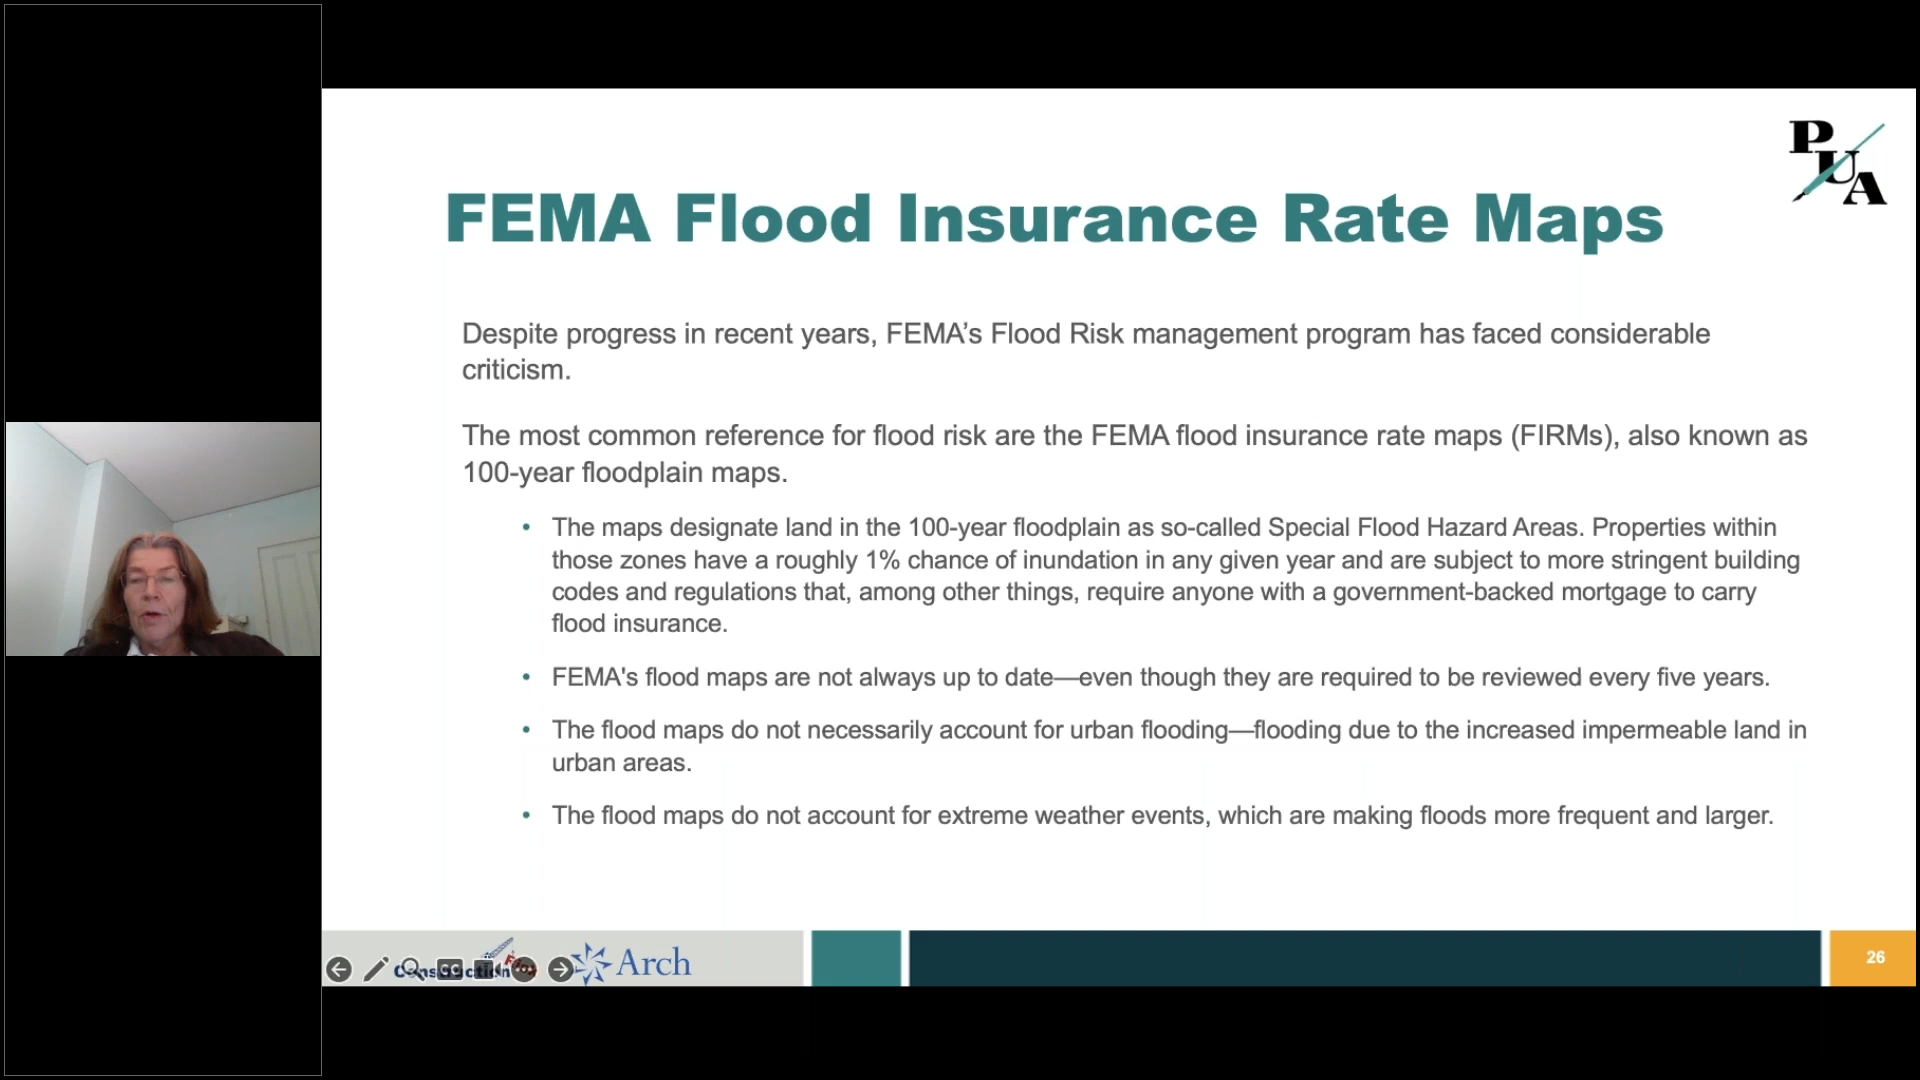 PUA
FEMA Flood Insurance Rate Maps
Despite progress in recent years, FEMA’s Flood Risk management program has faced considerable
criticism.
The most common reference for flood risk are the FEMA flood insurance rate maps (FIRMs), also known as
100-year floodplain maps.
• The maps designate land in the 100-year floodplain as so-called Special Flood Hazard Areas. Properties within
those zones have a roughly 1% chance of inundation in any given year and are subject to more stringent building
codes and regulations that, among other things, require anyone with a government-backed mortgage to carry
flood insurance.
• FEMA's flood maps are not always up to date—even though they are required to be reviewed every five years.
• The flood maps do not necessarily account for urban flooding—flooding due to the increased impermeable land in
urban areas.
• The flood maps do not account for extreme weather events, which are making floods more frequent and larger.
Construction
Arch
26